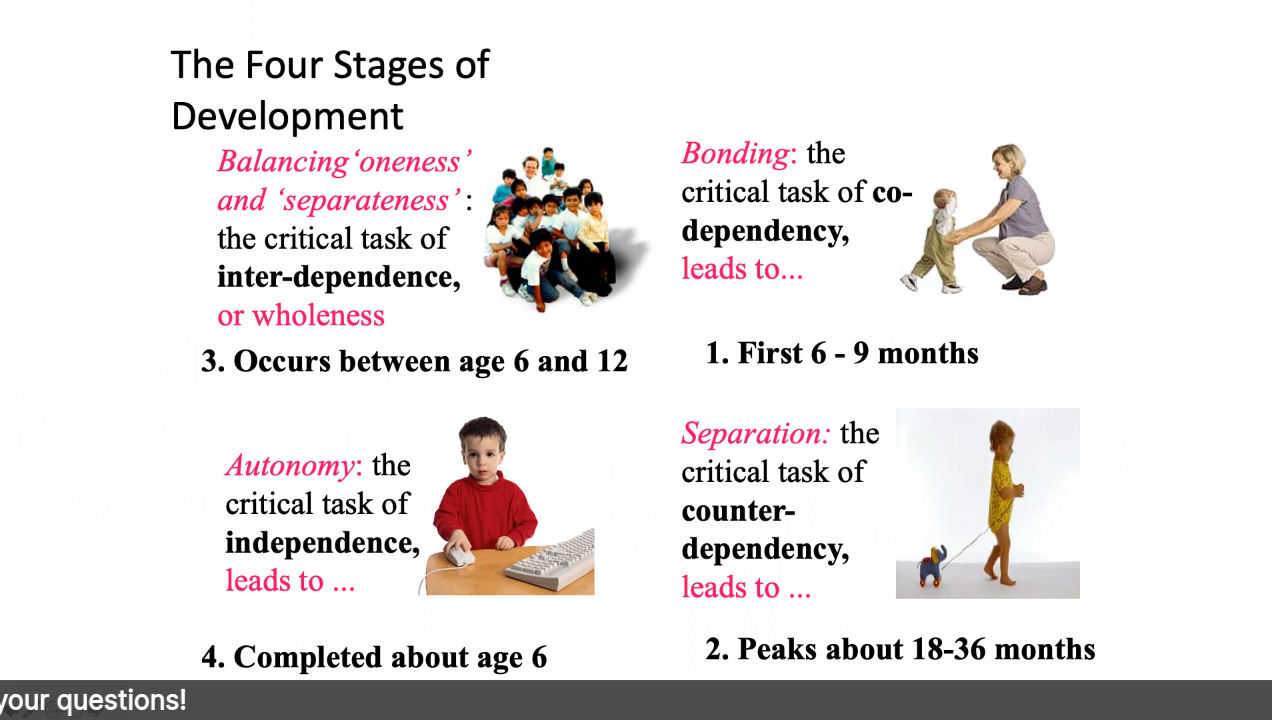 The Four Stages of
Development
Balancing ‘oneness’
and ‘separateness’ :
the critical task of
inter-dependence,
or wholeness
3. Occurs between age 6 and 12
Bonding: the
critical task of co-
dependency,
leads to...
1. First 6 - 9 months
Autonomy: the
critical task of
independence,
leads to ...
4. Completed about age 6
Separation: the
critical task of
counter-
dependency,
leads to ...
2. Peaks about 18-36 months
your questions!